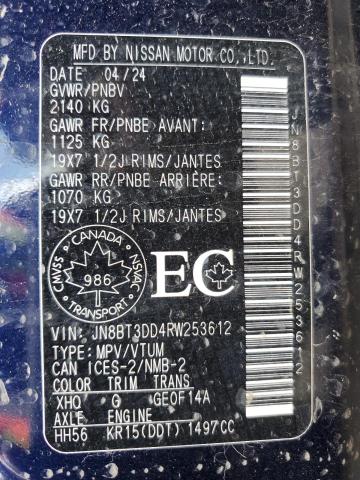 MFD BY NISSAN MOTOR CO.,LTD.
DATE 04/24
GVWR/PNBV
2140 KG
GAWR FR/PNBE AVANT:
1125 KG
19X7 1/2J RIMS/JANTES
GAWR RR/PNBE ARRIÈRE:
1070 KG
19X7 1/2J RIMS/JANTES
CANADA
CMVSS
NSVAC
986
TRANSPORT
EC
VIN: JN8BT3DD4RW253612
TYPE: MPV/VTUM
CAN ICES-2/NMB-2
COLOR TRIM TRANS
XHQ G GE0F14A
AXLE ENGINE
HH56 KR15(DDT) 1497CC
JN8BT3DD4RW253612